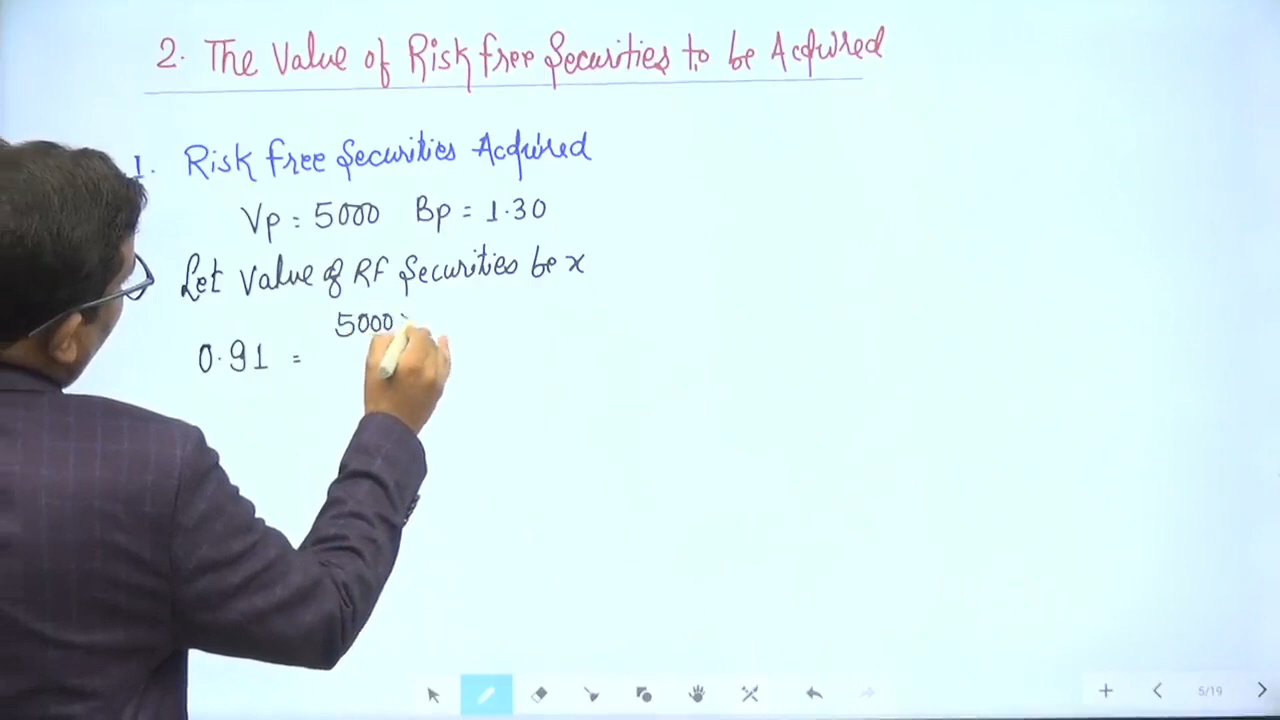 2. The Value of Risk free Securities to be Acquired
1. Risk free Securities Acquired
Vp = 5000 Bp = 1.30
Let Value of RF Securities be x
5000
0.91 =
5/19